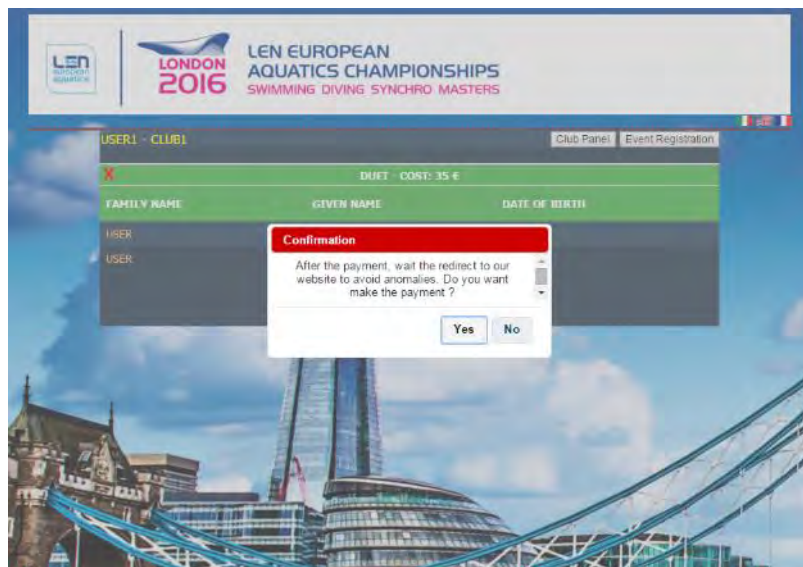 LEN
european
aquatics
LONDON
2016
LEN EUROPEAN
AQUATICS CHAMPIONSHIPS
SWIMMING DIVING SYNCHRO MASTERS
USER1 - CLUB1
Club Panel
Event Registration
X
DUET - COST: 35 €
FAMILY NAME
GIVEN NAME
DATE OF BIRTH
USER
USER
Confirmation
After the payment, wait the redirect to our
website to avoid anomalies. Do you want
make the payment ?
Yes
No